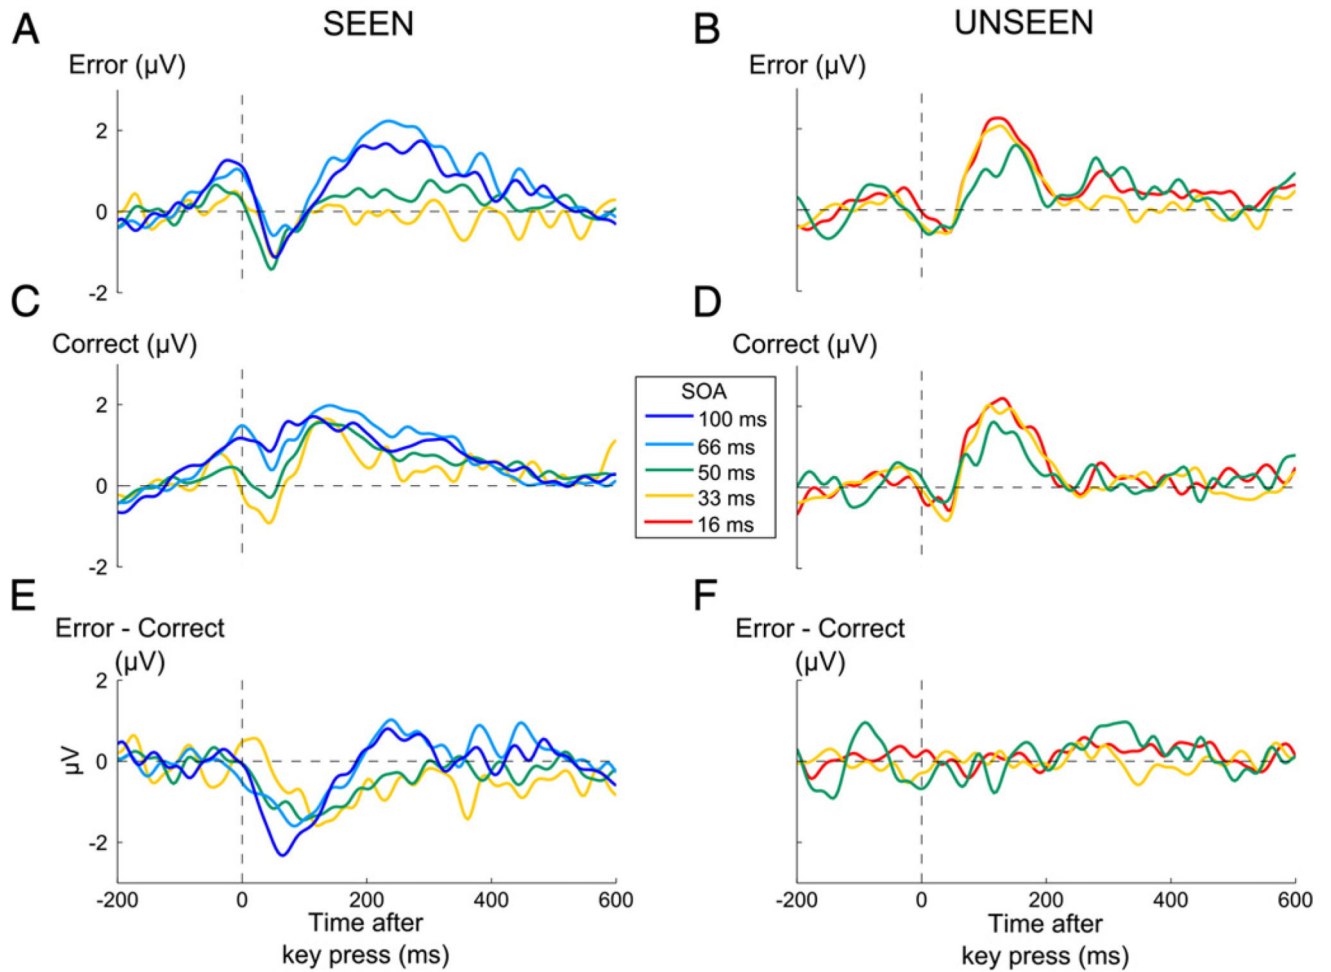 A
SEEN
B
UNSEEN
Error (µV)
Error (µV)
2
0
-2
C
D
Correct (µV)
Correct (µV)
2
0
-2
SOA
100 ms
66 ms
50 ms
33 ms
16 ms
E
F
Error - Correct
(µV)
Error - Correct
(µV)
2
0
-2
µV
-200 0 200 400 600
Time after
key press (ms)
-200 0 200 400 600
Time after
key press (ms)